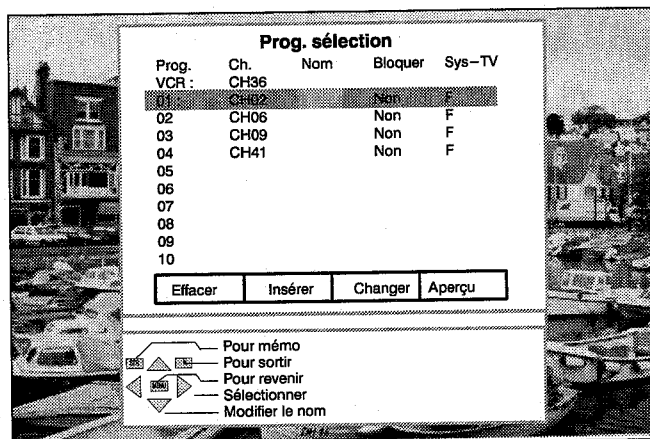 Prog. sélection
Prog. Ch. Nom Bloquer Sys-TV
VCR : CH36
01 : CH02 Non F
02 CH06 Non F
03 CH09 Non F
04 CH41 Non F
05
06
07
08
09
10
Effacer Insérer Changer Aperçu
Pour mémo
Pour sortir
MENU Pour revenir
Sélectionner
Modifier le nom